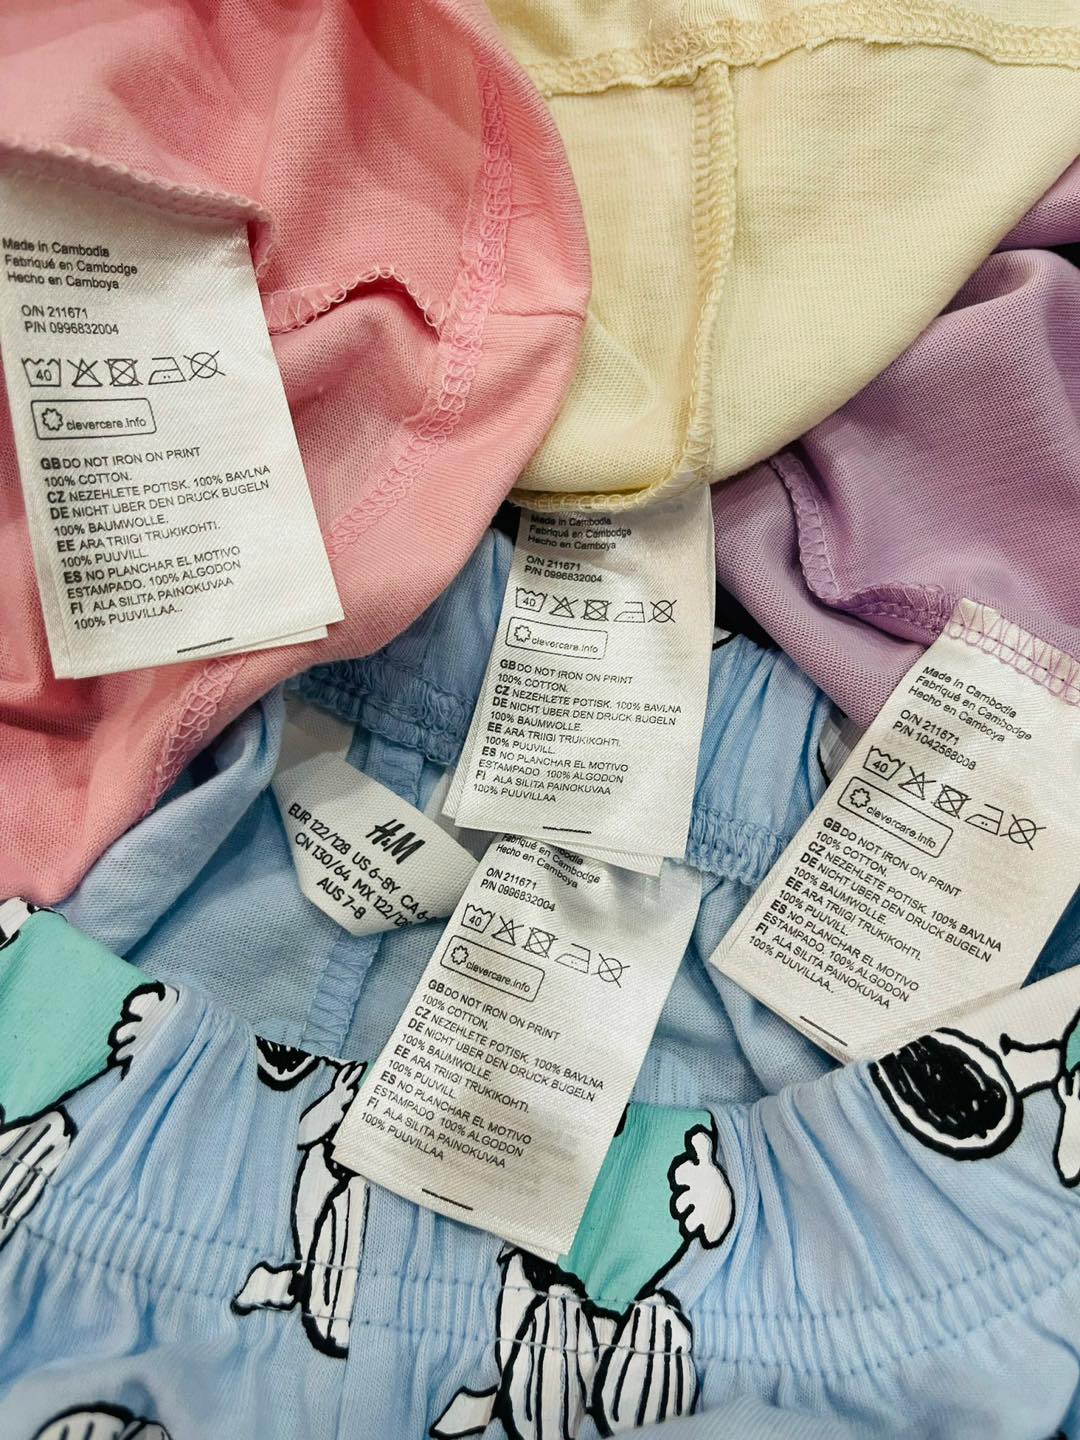 Made in Cambodia
Fabriqué en Cambodge
Hecho en Camboya
O/N 211671
P/N 0996832004
40
clevercare.info
GB DO NOT IRON ON PRINT
100% COTTON.
CZ NEZEHLETE POTISK. 100% BAVLNA
DE NICHT UBER DEN DRUCK BUGELN
100% BAUMWOLLE.
EE ARA TRIIGI TRUKIKOHTI.
100% PUUVILL.
ES NO PLANCHAR EL MOTIVO
ESTAMPADO. 100% ALGODON
FI ALA SILITA PAINOKUVAA
100% PUUVILLAA..
Made in Cambodia
Fabriqué en Cambodge
Hecho en Camboya
O/N 211671
P/N 0996832004
40
clevercare.info
GB DO NOT IRON ON PRINT
100% COTTON.
CZ NEZEHLETE POTISK. 100% BAVLNA
DE NICHT UBER DEN DRUCK BUGELN
100% BAUMWOLLE.
EE ARA TRIIGI TRUKIKOHTI.
100% PUUVILL.
ES NO PLANCHAR EL MOTIVO
ESTAMPADO 100% ALGODON
FI ALA SILITA PAINOKUVAA
100% PUUVILLAA
Made in Cambodia
Fabriqué en Cambodge
Hecho en Camboya
O/N 211671
P/N 1042588008
40
clevercare.info
GB DO NOT IRON ON PRINT
100% COTTON.
CZ NEZEHLETE POTISK. 100% BAVLNA
DE NICHT UBER DEN DRUCK BUGELN
100% BAUMWOLLE.
EE ARA TRIIGI TRUKIKOHTI.
100% PUUVILL.
ES NO PLANCHAR EL MOTIVO
ESTAMPADO. 100% ALGODON
FI ALA SILITA PAINOKUVAA
100% PUUVILLAA..
H&M
EUR 122/128 US 6-8Y CA 6-
CN 130/64 MX 122/128
AUS 7-8
Fabriqué en Cambodge
Hecho en Camboya
O/N 211671
P/N 0996832004
40
clevercare.info
GB DO NOT IRON ON PRINT
100% COTTON.
CZ NEZEHLETE POTISK. 100% BAVLNA
DE NICHT UBER DEN DRUCK BUGELN
100% BAUMWOLLE.
EE ARA TRIIGI TRUKIKOHTI.
100% PUUVILL.
ES NO PLANCHAR EL MOTIVO
ESTAMPADO 100% ALGODON
FI ALA SILITA PAINOKUVAA
100% PUUVILLAA